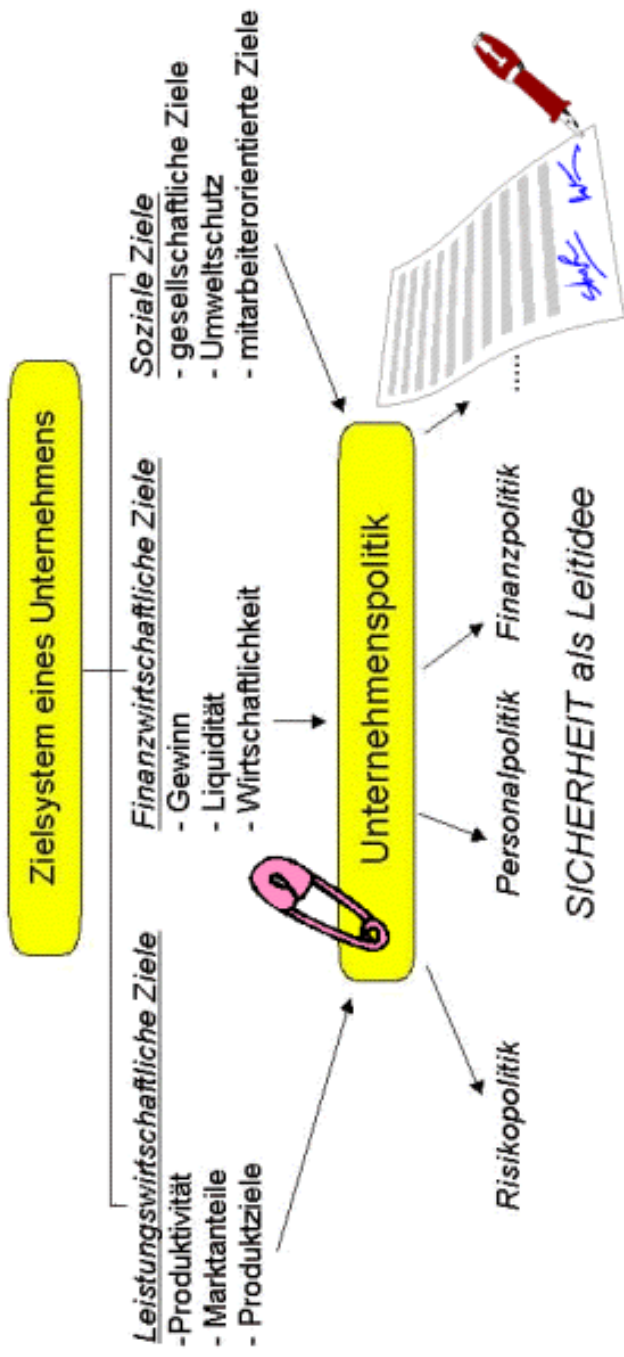 Zielsystem eines Unternehmens
Leistungswirtschaftliche Ziele
-Produktivität
- Marktanteile
- Produktziele
Finanzwirtschaftliche Ziele
- Gewinn
- Liquidität
- Wirtschaftlichkeit
Soziale Ziele
- gesellschaftliche Ziele
- Umweltschutz
- mitarbeiterorientierte Ziele
Unternehmenspolitik
Risikopolitik
Personalpolitik
Finanzpolitik
.....
SICHERHEIT als Leitidee